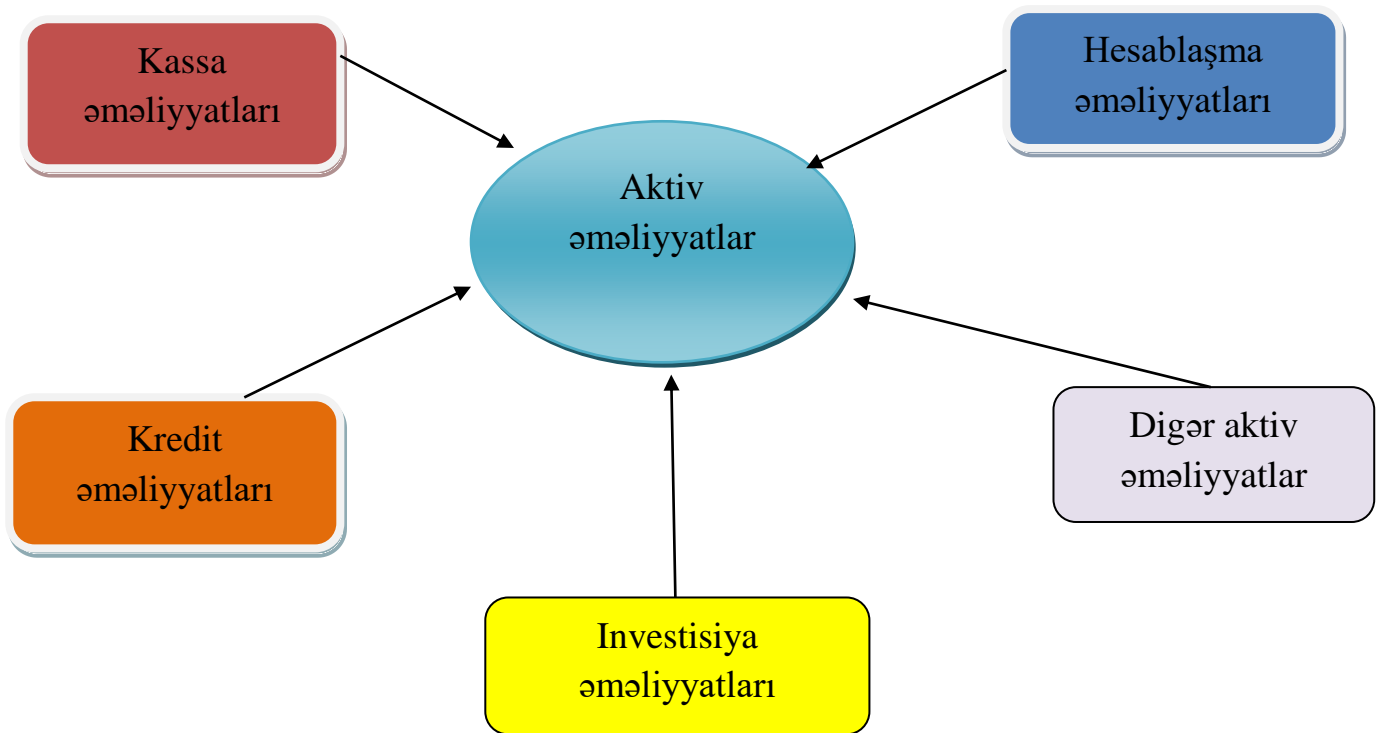 Kassa
əməliyyatları
Hesablaşma
əməliyyatları
Aktiv
əməliyyatlar
Kredit
əməliyyatları
Digər aktiv
əməliyyatlar
Investisiya
əməliyyatları